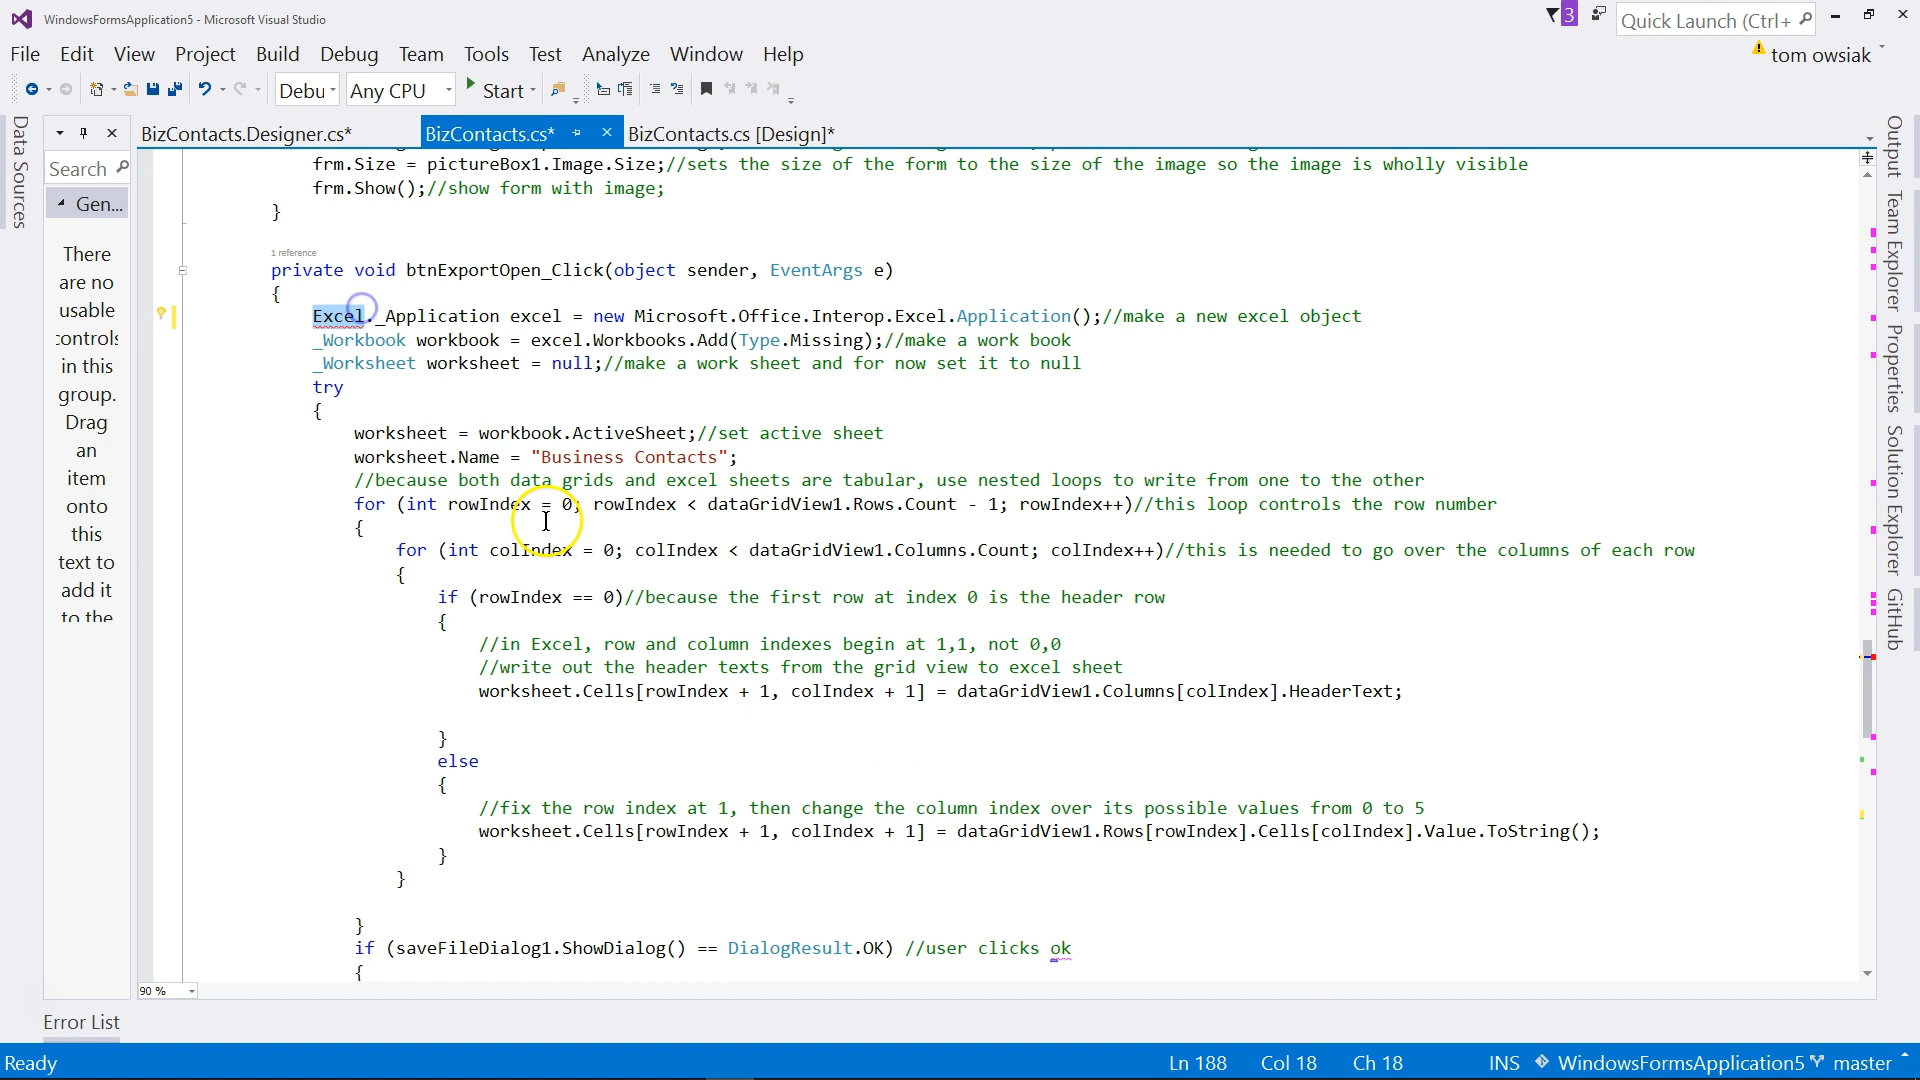 WindowsFormsApplication5 - Microsoft Visual Studio
3
Quick Launch (Ctrl+
File Edit View Project Build Debug Team Tools Test Analyze Window Help
tom owsiak
Debu Any CPU Start
BizContacts.Designer.cs* BizContacts.cs* BizContacts.cs [Design]*
Data Sources
Search
Gen...
There
are no
usable
controls
in this
group.
Drag
an
item
onto
this
text to
add it
to the
frm.Size = pictureBox1.Image.Size;//sets the size of the form to the size of the image so the image is wholly visible
frm.Show();//show form with image;
}
1 reference
private void btnExportOpen_Click(object sender, EventArgs e)
{
Excel._Application excel = new Microsoft.Office.Interop.Excel.Application();//make a new excel object
_Workbook workbook = excel.Workbooks.Add(Type.Missing);//make a work book
_Worksheet worksheet = null;//make a work sheet and for now set it to null
try
{
worksheet = workbook.ActiveSheet;//set active sheet
worksheet.Name = "Business Contacts";
//because both data grids and excel sheets are tabular, use nested loops to write from one to the other
for (int rowIndex = 0; rowIndex < dataGridView1.Rows.Count - 1; rowIndex++)//this loop controls the row number
{
for (int colIndex = 0; colIndex < dataGridView1.Columns.Count; colIndex++)//this is needed to go over the columns of each row
{
if (rowIndex == 0)//because the first row at index 0 is the header row
{
//in Excel, row and column indexes begin at 1,1, not 0,0
//write out the header texts from the grid view to excel sheet
worksheet.Cells[rowIndex + 1, colIndex + 1] = dataGridView1.Columns[colIndex].HeaderText;
}
else
{
//fix the row index at 1, then change the column index over its possible values from 0 to 5
worksheet.Cells[rowIndex + 1, colIndex + 1] = dataGridView1.Rows[rowIndex].Cells[colIndex].Value.ToString();
}
}
}
if (saveFileDialog1.ShowDialog() == DialogResult.OK) //user clicks ok
{
90 %
Output
Team Explorer
Properties
Solution Explorer
GitHub
Error List
Ready Ln 188 Col 18 Ch 18 INS WindowsFormsApplication5 master